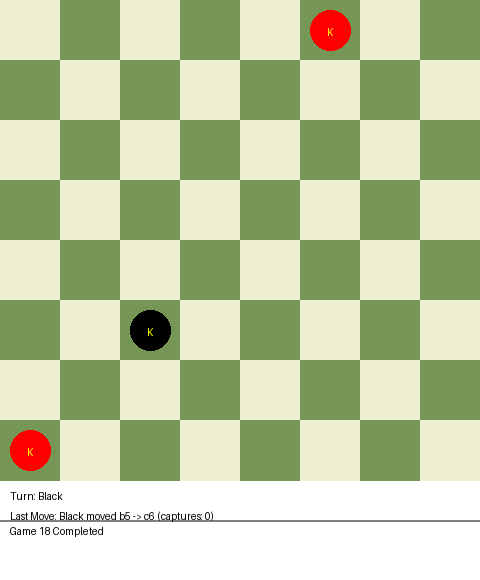 K
K
K
Turn: Black
Last Move: Black moved b5 -> c6 (captures: 0)
Game 18 Completed